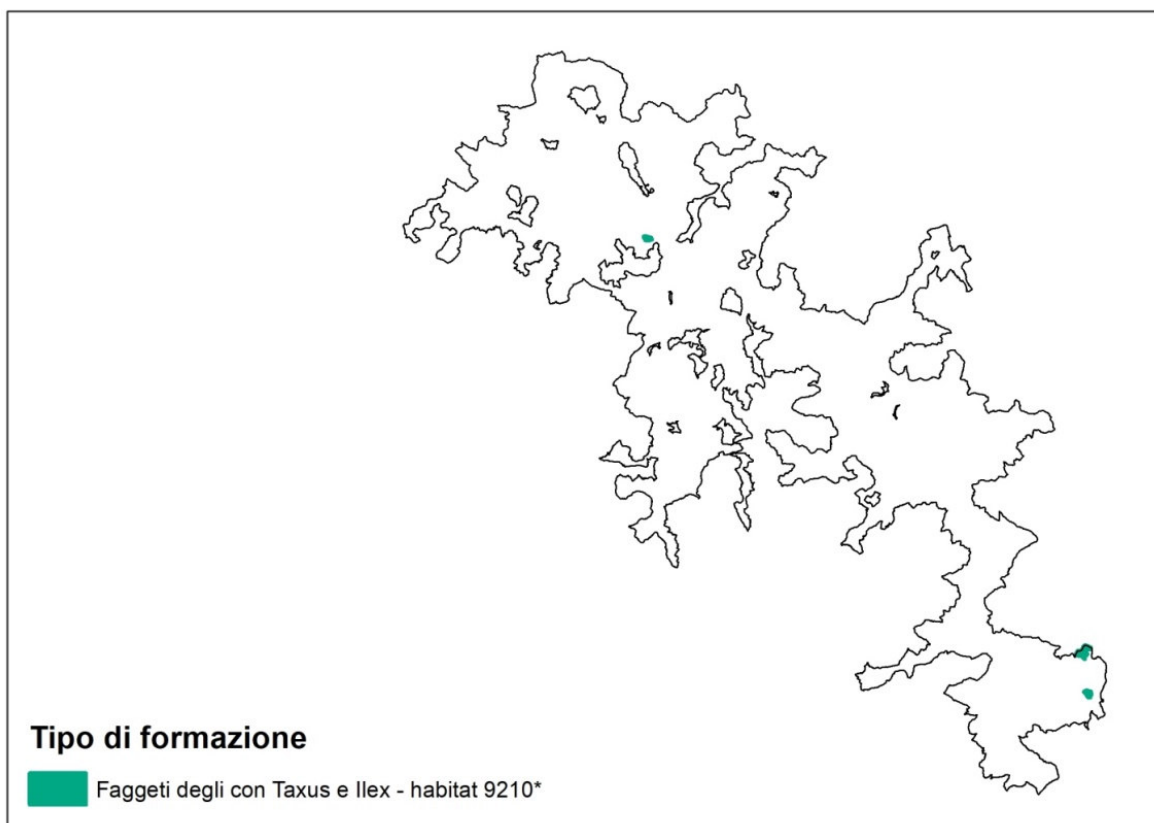 Tipo di formazione
Faggeti degli con Taxus e Ilex - habitat 9210*